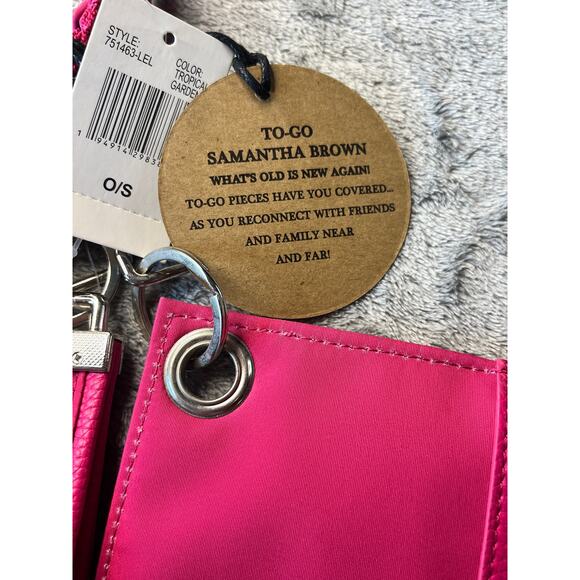 STYLE:
751463-LEL
COLOR:
TROPICAL
GARDEN
O/S
TO-GO
SAMANTHA BROWN
WHAT'S OLD IS NEW AGAIN!
TO-GO PIECES HAVE YOU COVERED...
AS YOU RECONNECT WITH FRIENDS
AND FAMILY NEAR
AND FAR!